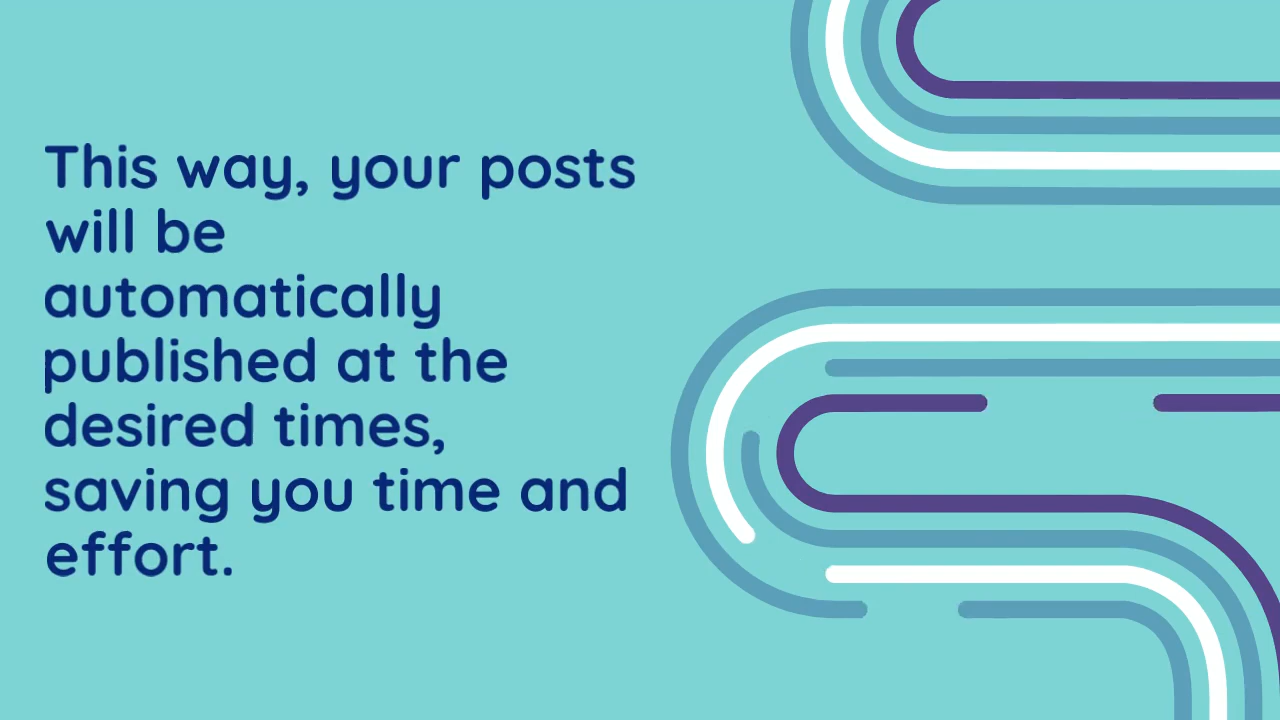 This way, your posts
will be
automatically
published at the
desired times,
saving you time and
effort.